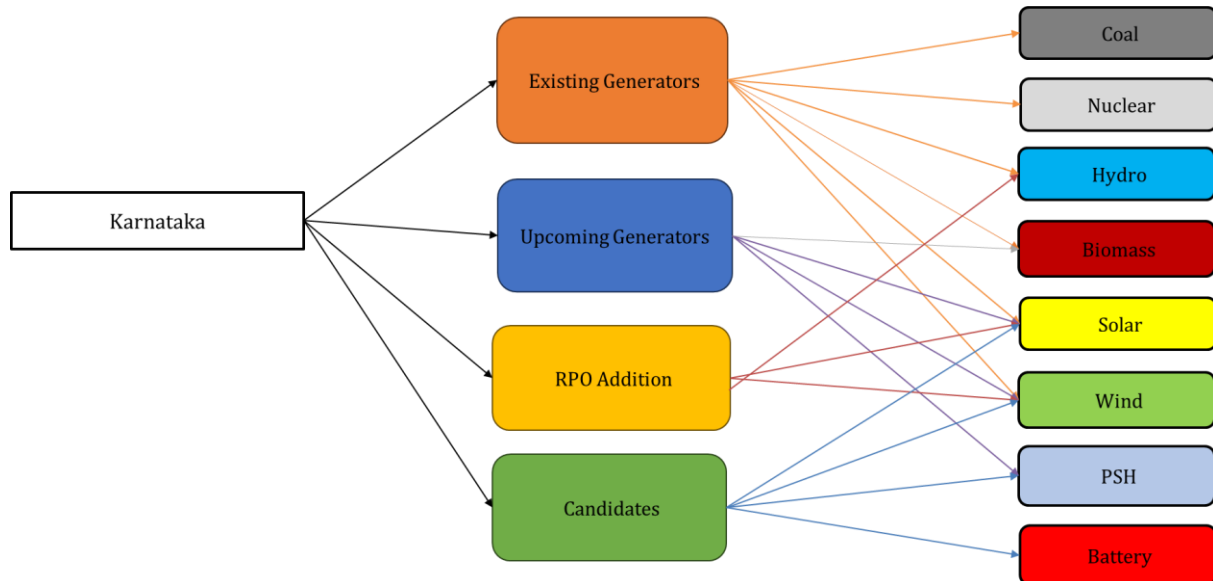 Karnataka
Existing Generators
Upcoming Generators
RPO Addition
Candidates
Coal
Nuclear
Hydro
Biomass
Solar
Wind
PSH
Battery